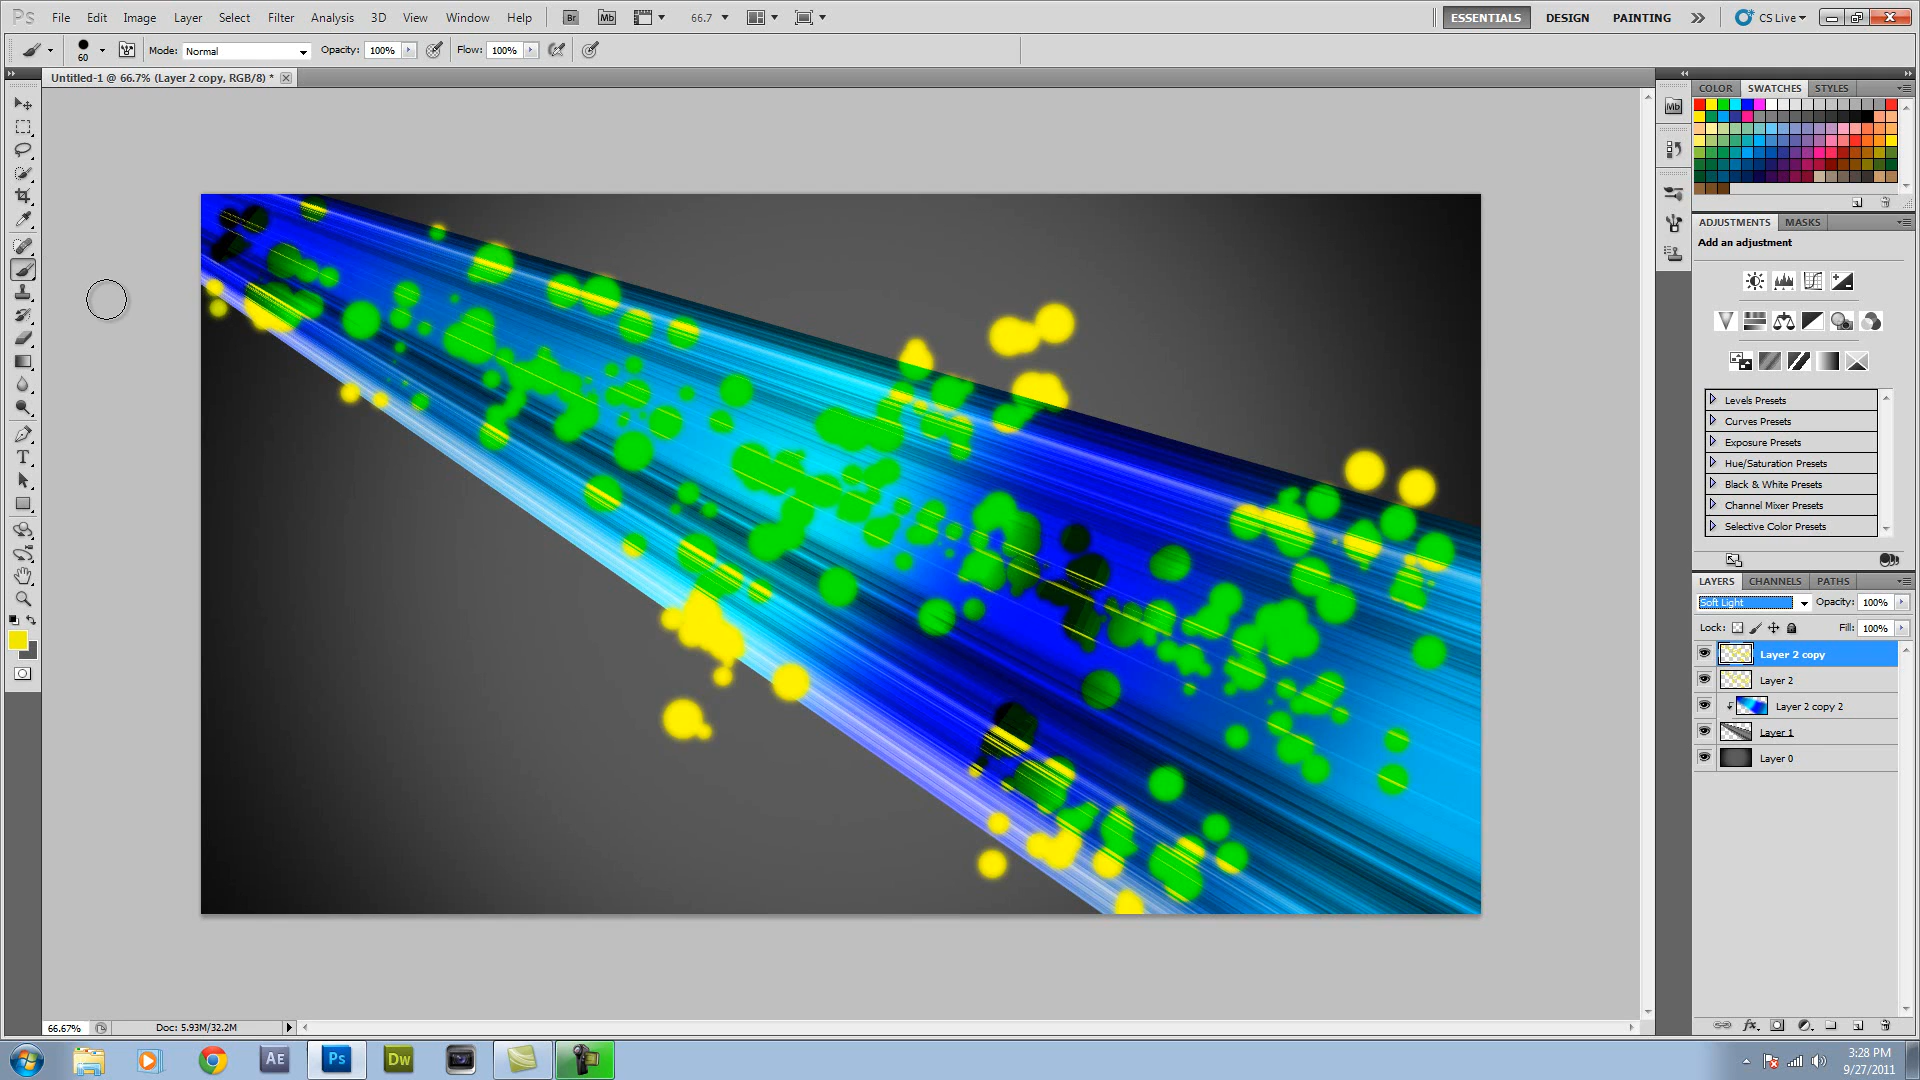 Ps File Edit Image Layer Select Filter Analysis 3D View Window Help Br Mb 66.7 ESSENTIALS DESIGN PAINTING CS Live
60 Mode: Normal Opacity: 100% Flow: 100%
Untitled-1 @ 66.7% (Layer 2 copy, RGB/8) *
COLOR SWATCHES STYLES
Mb
ADJUSTMENTS MASKS
Add an adjustment
Levels Presets
Curves Presets
Exposure Presets
Hue/Saturation Presets
Black & White Presets
Channel Mixer Presets
Selective Color Presets
LAYERS CHANNELS PATHS
Soft Light Opacity: 100%
Lock: Fill: 100%
Layer 2 copy
Layer 2
Layer 2 copy 2
Layer 1
Layer 0
T
66.67% Doc: 5.93M/32.2M
fx
AE Ps Dw
3:28 PM
9/27/2011